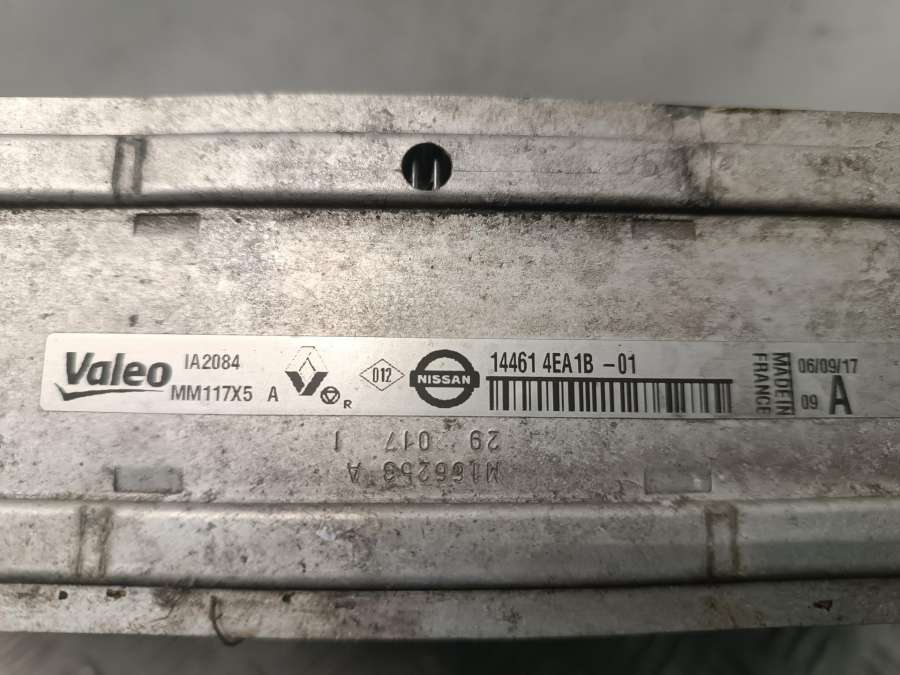 Valeo
IA2084
MM117X5 A
R
012
NISSAN
14461 4EA1B -01
MADE IN
FRANCE
06/09/17
09 A
M166253 A
29 017 1